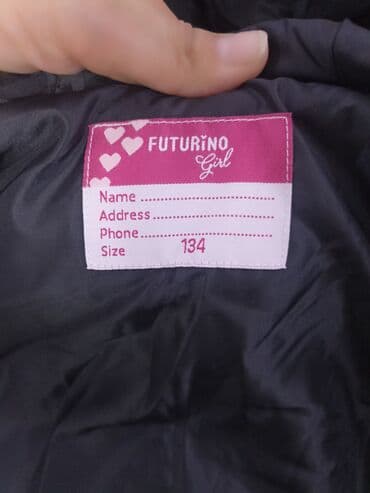 FUTURINO
Girl
Name
Address
Phone
Size 134